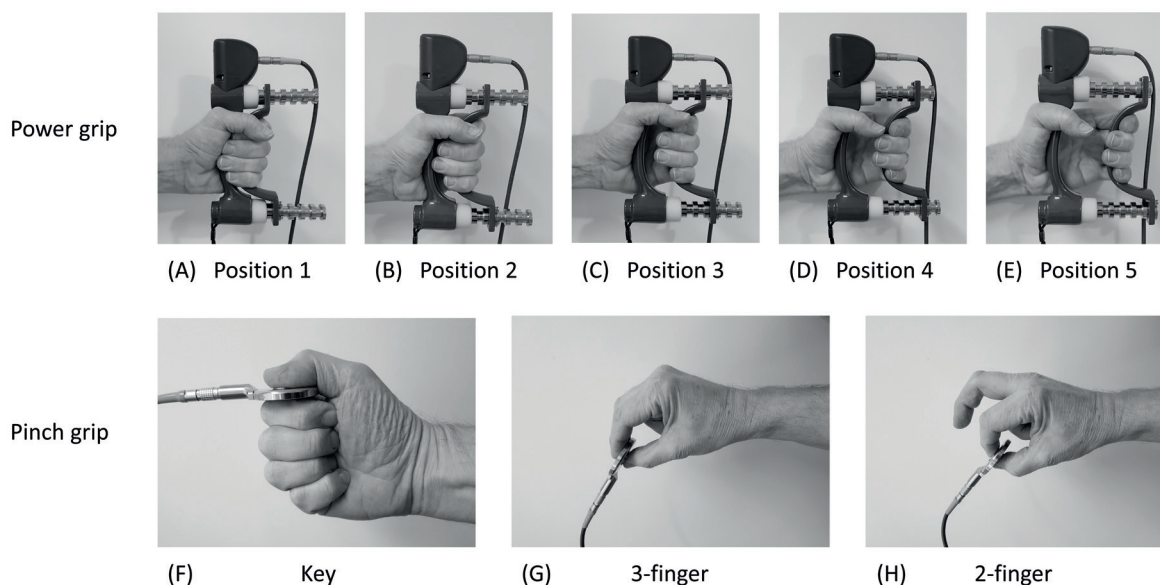 Power grip
(A) Position 1
(B) Position 2
(C) Position 3
(D) Position 4
(E) Position 5
Pinch grip
(F) Key
(G) 3-finger
(H) 2-finger